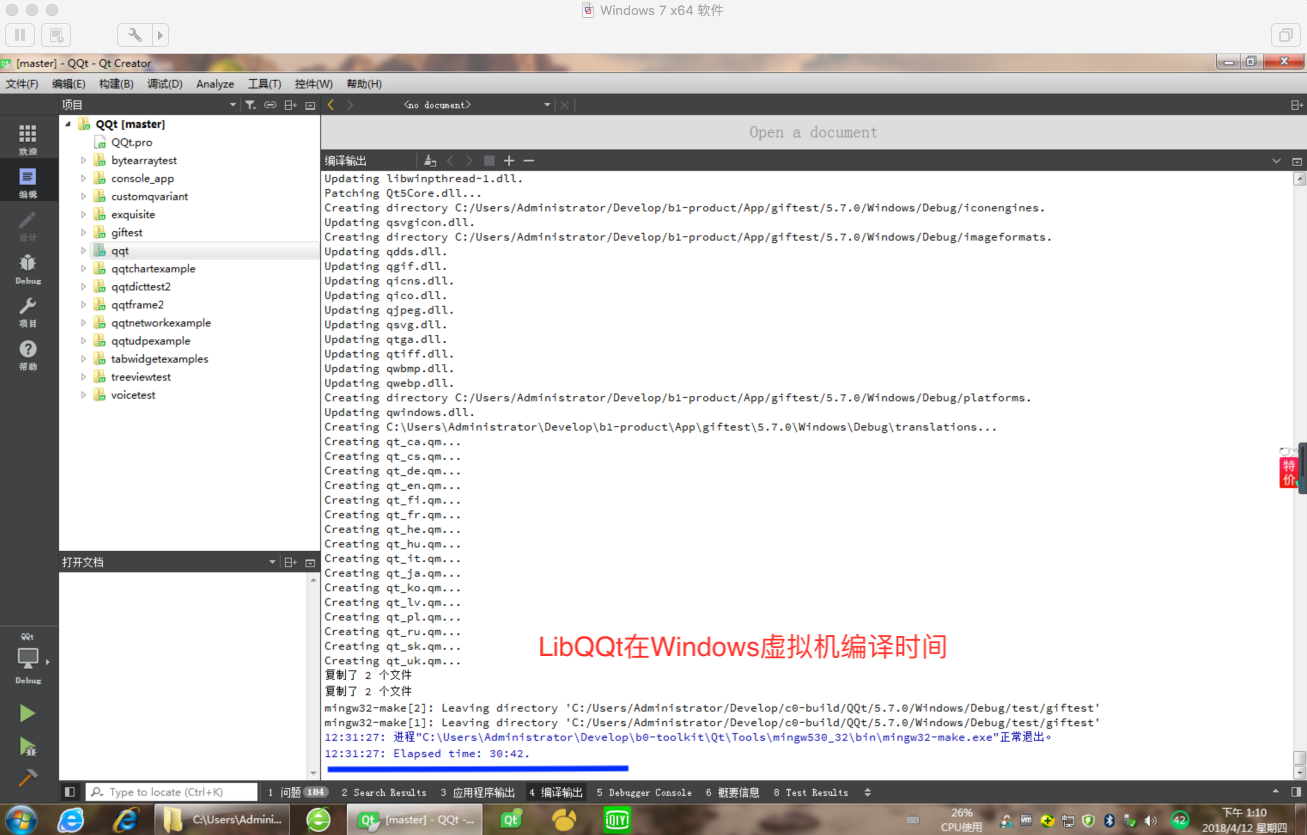 Windows 7 x64 软件
[master] - QQt - Qt Creator
文件(F) 编辑(E) 构建(B) 调试(D) Analyze 工具(T) 控件(W) 帮助(H)
项目
<no document>
欢迎
编辑
设计
Debug
项目
帮助
QQt [master]
QQt.pro
bytearraytest
console_app
customqvariant
exquisite
giftest
qqt
qqtchartexample
qqtdicttest2
qqtframe2
qqtnetworkexample
qqtudpexample
tabwidgetexamples
treeviewtest
voicetest
打开文档
QQt
Debug
Open a document
编译输出
Updating libwinpthread-1.dll.
Patching Qt5Core.dll...
Creating directory C:/Users/Administrator/Develop/b1-product/App/giftest/5.7.0/Windows/Debug/iconengines.
Updating qsvgicon.dll.
Creating directory C:/Users/Administrator/Develop/b1-product/App/giftest/5.7.0/Windows/Debug/imageformats.
Updating qdds.dll.
Updating qgif.dll.
Updating qicns.dll.
Updating qico.dll.
Updating qjpeg.dll.
Updating qsvg.dll.
Updating qtga.dll.
Updating qtiff.dll.
Updating qwbmp.dll.
Updating qwebp.dll.
Creating directory C:/Users/Administrator/Develop/b1-product/App/giftest/5.7.0/Windows/Debug/platforms.
Updating qwindows.dll.
Creating C:\Users\Administrator\Develop\b1-product\App\giftest\5.7.0\Windows\Debug\translations...
Creating qt_ca.qm...
Creating qt_cs.qm...
Creating qt_de.qm...
Creating qt_en.qm...
Creating qt_fi.qm...
Creating qt_fr.qm...
Creating qt_he.qm...
Creating qt_hu.qm...
Creating qt_it.qm...
Creating qt_ja.qm...
Creating qt_ko.qm...
Creating qt_lv.qm...
Creating qt_pl.qm...
Creating qt_ru.qm...
Creating qt_sk.qm...
Creating qt_uk.qm...
LibQQt在Windows虚拟机编译时间
复制了 2 个文件
复制了 2 个文件
mingw32-make[2]: Leaving directory 'C:/Users/Administrator/Develop/c0-build/QQt/5.7.0/Windows/Debug/test/giftest'
mingw32-make[1]: Leaving directory 'C:/Users/Administrator/Develop/c0-build/QQt/5.7.0/Windows/Debug/test/giftest'
12:31:27: 进程"C:\Users\Administrator\Develop\b0-toolkit\Qt\Tools\mingw530_32\bin\mingw32-make.exe"正常退出。
12:31:27: Elapsed time: 30:42.
特价
Type to locate (Ctrl+K)
1 问题 184 2 Search Results 3 应用程序输出 4 编译输出 5 Debugger Console 6 概要信息 8 Test Results
C:\Users\Admini...
[master] - QQt -...
QIYI
26%
CPU使用
42
下午 1:10
2018/4/12 星期四